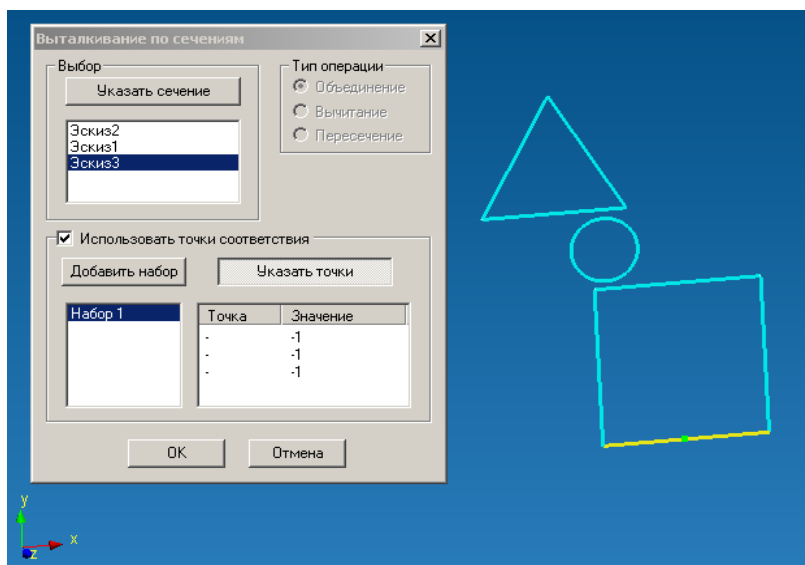 Выталкивание по сечениям
Выбор
Указать сечение
Эскиз2
Эскиз1
Эскиз3
Тип операции
Объединение
Вычитание
Пересечение
Использовать точки соответствия
Добавить набор
Указать точки
Набор 1
Точка Значение
- -1
- -1
- -1
OK
Отмена
y
x
z